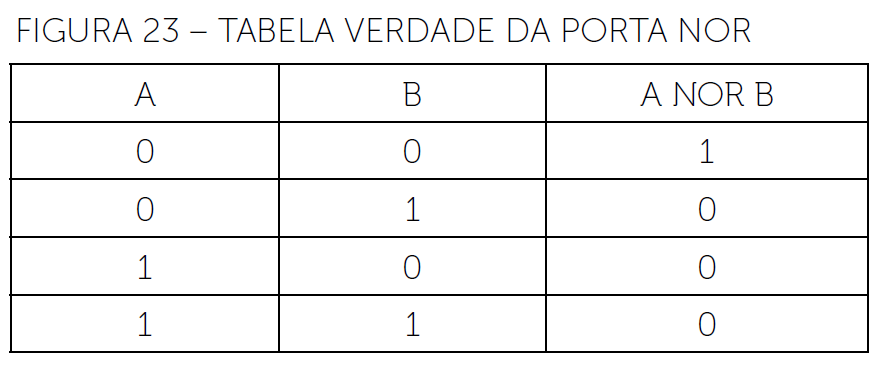 FIGURA 23 – TABELA VERDADE DA PORTA NOR
A B A NOR B
0 0 1
0 1 0
1 0 0
1 1 0